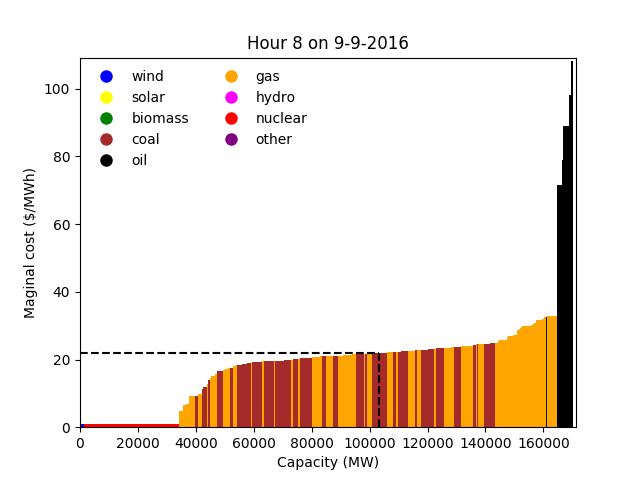 Hour 8 on 9-9-2016
Maginal cost ($/MWh)
100
80
60
40
20
0
wind
solar
biomass
coal
oil
gas
hydro
nuclear
other
0 20000 40000 60000 80000 100000 120000 140000 160000
Capacity (MW)